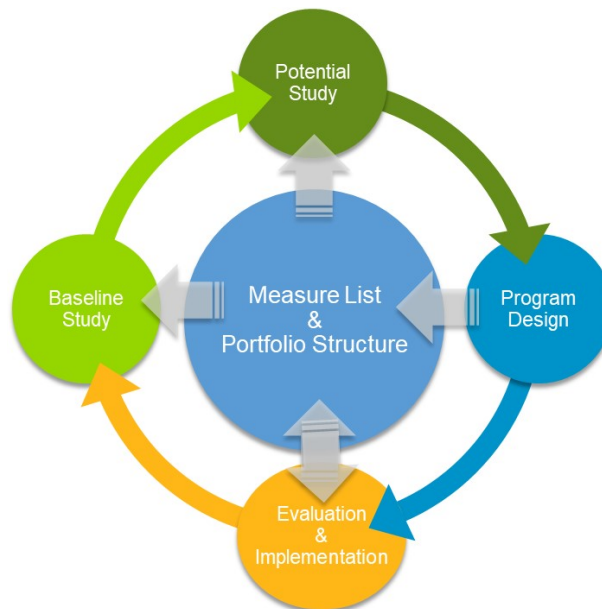 Potential
Study
Baseline
Study
Measure List
&
Portfolio Structure
Program
Design
Evaluation
&
Implementation